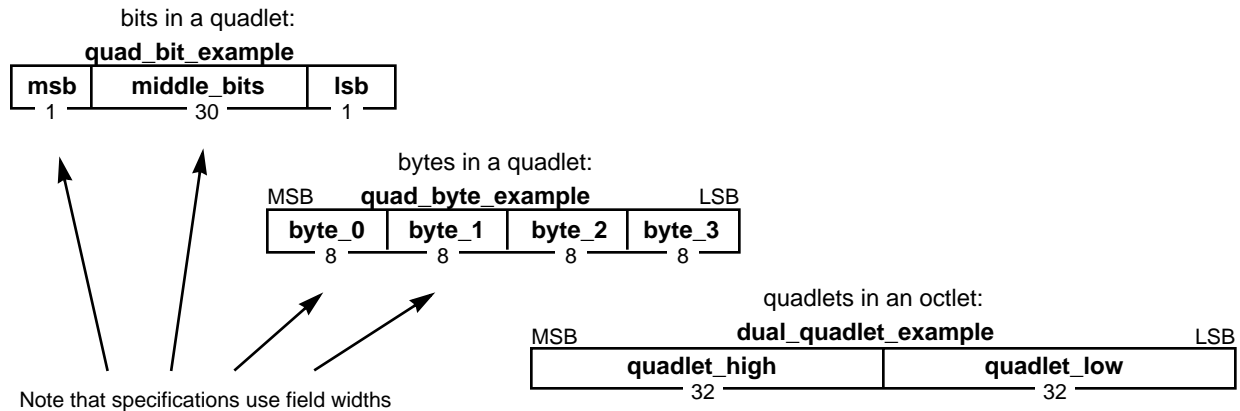 bits in a quadlet:
quad_bit_example
msb middle_bits lsb
1 30 1
bytes in a quadlet:
MSB quad_byte_example LSB
byte_0 byte_1 byte_2 byte_3
8 8 8 8
quadlets in an octlet:
MSB dual_quadlet_example LSB
quadlet_high quadlet_low
32 32
Note that specifications use field widths